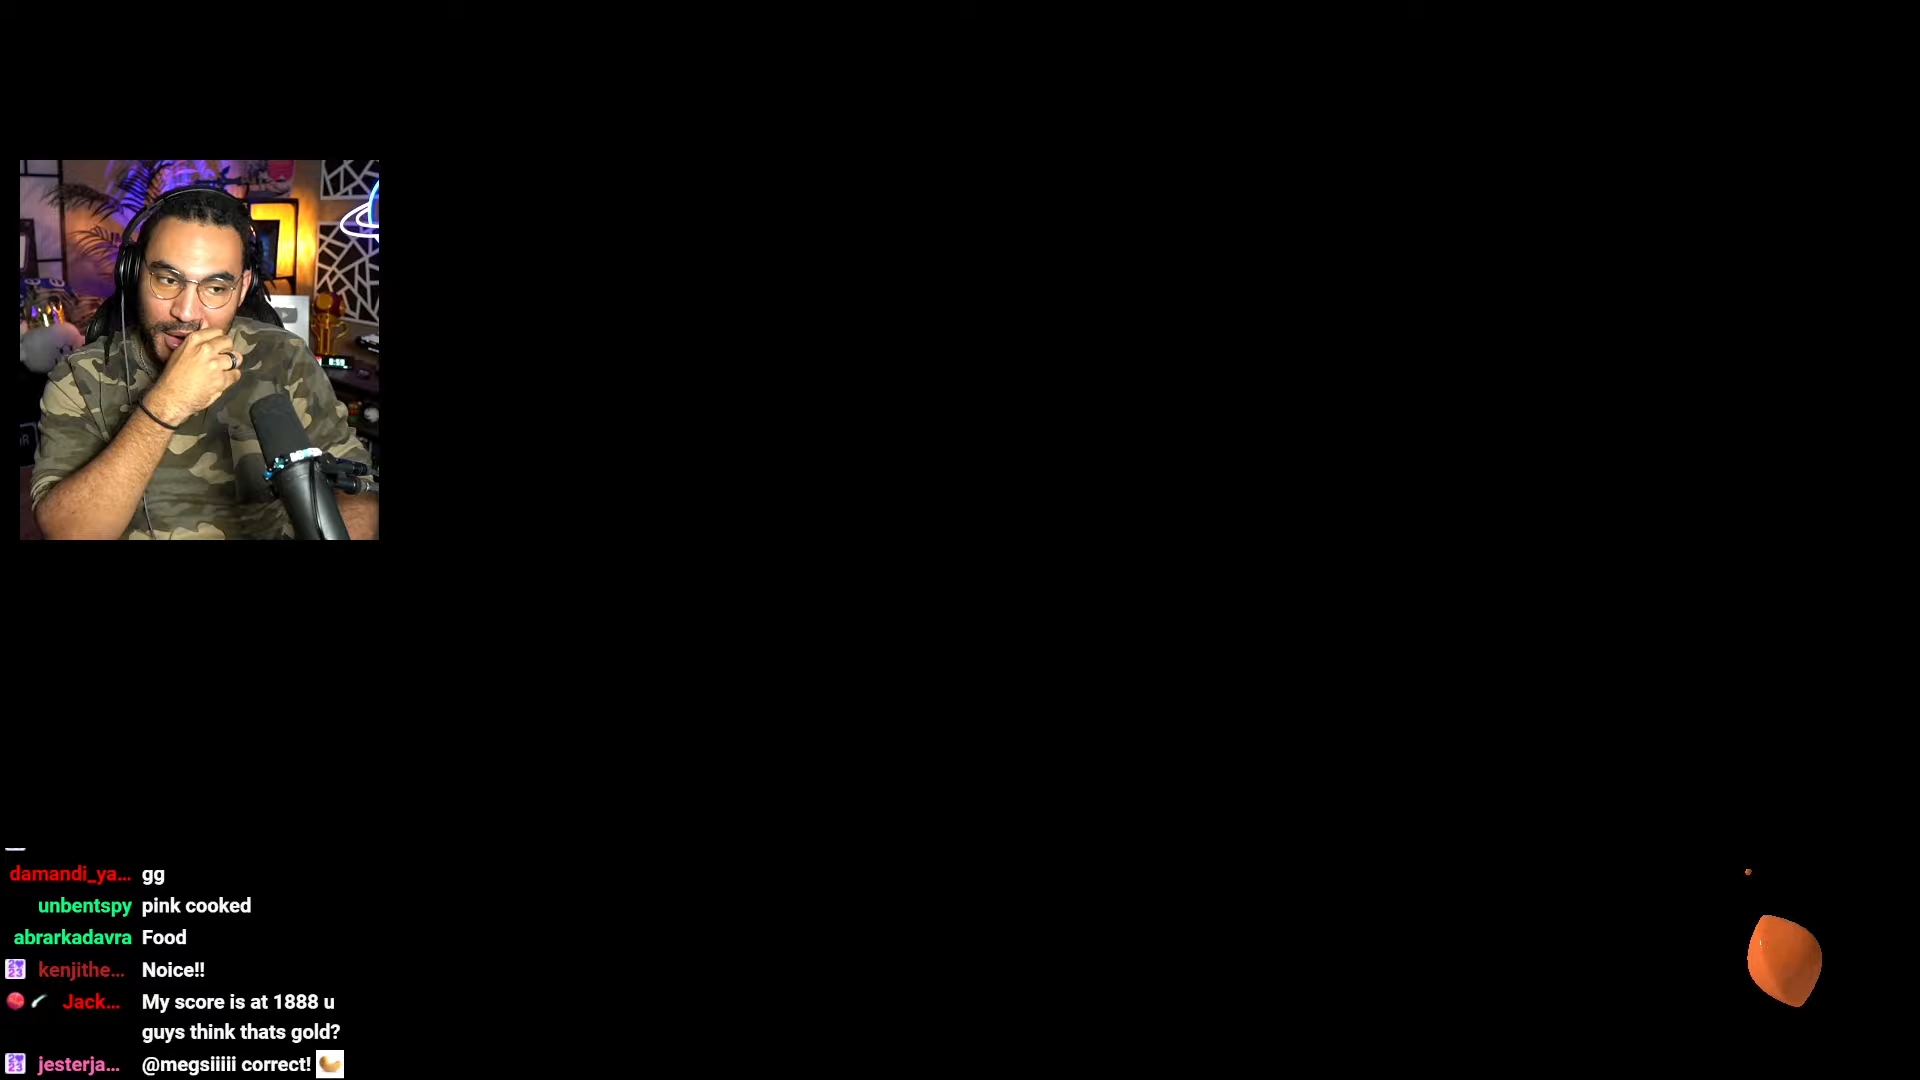 damandi_ya... gg
unbentspy pink cooked
abrarkadavra Food
kenjithe... Noice!!
Jack... My score is at 1888 u
guys think thats gold?
jesterja... @megsiiiii correct!